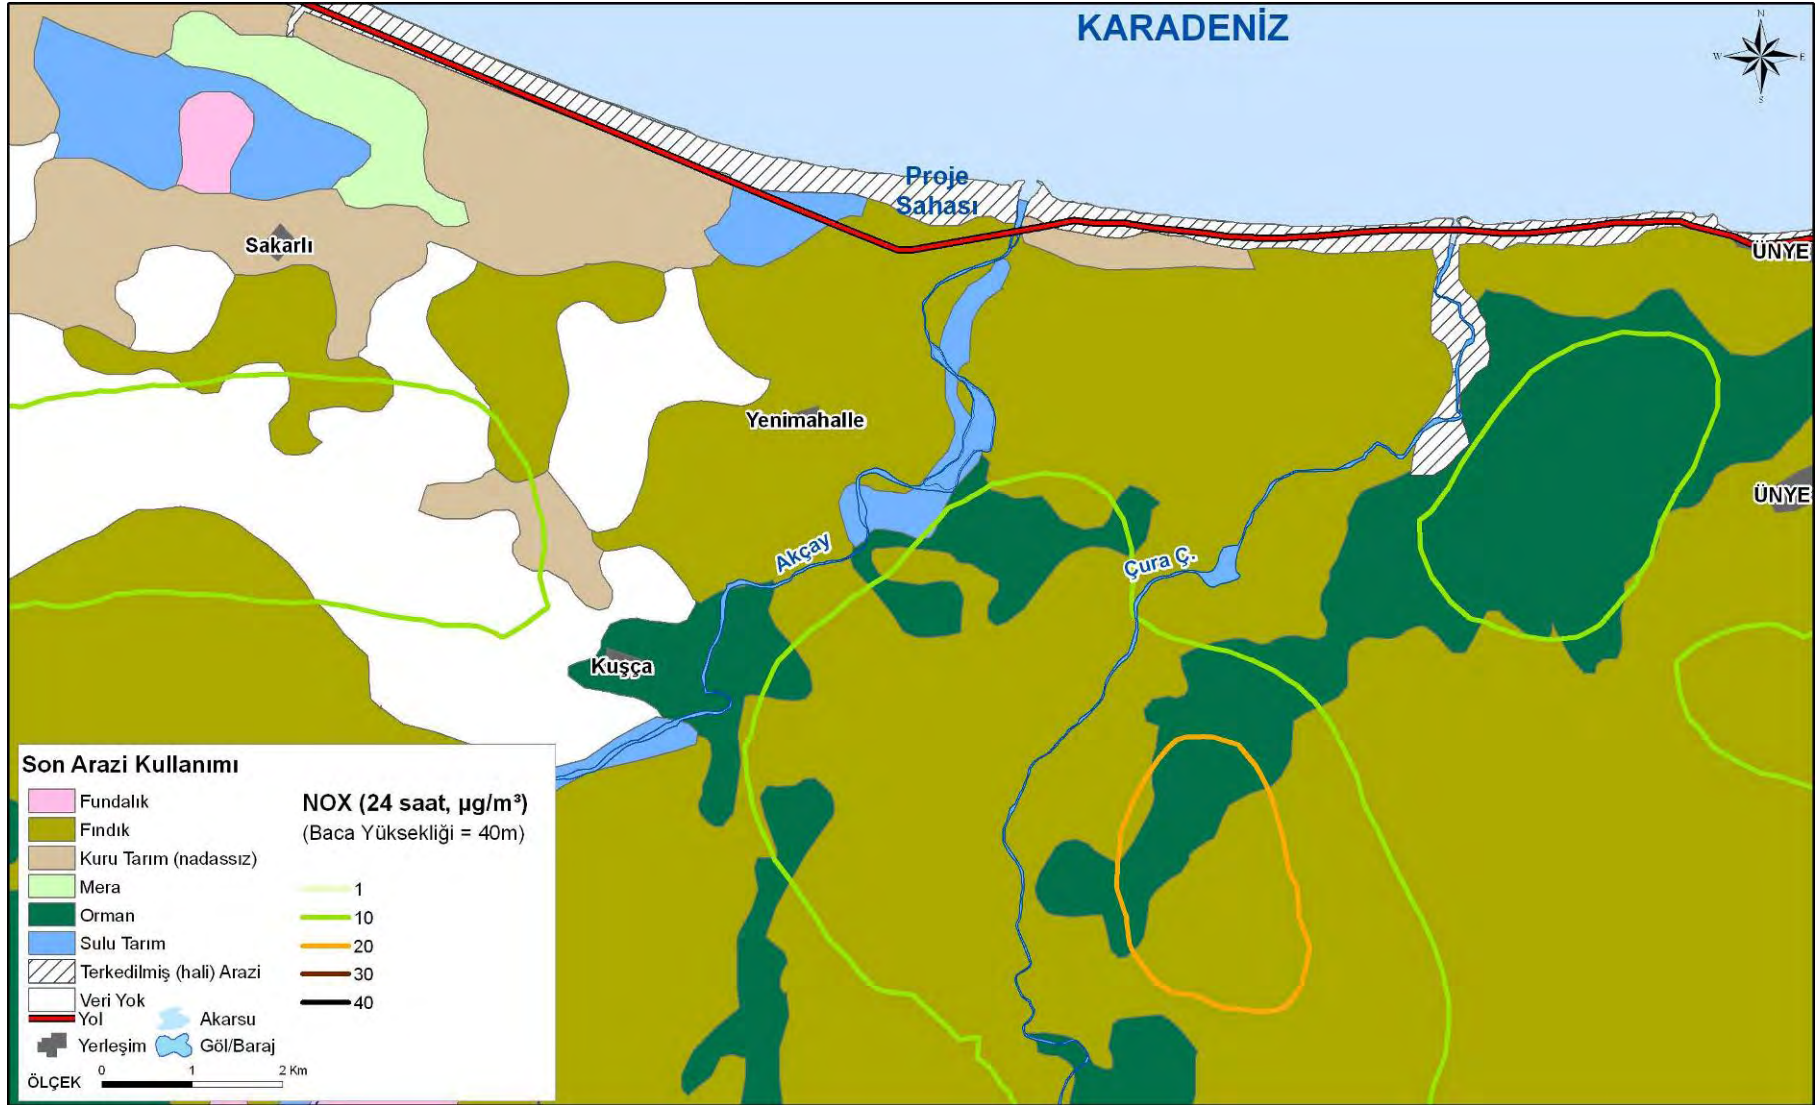 KARADENİZ
N
W
E
S
Proje
Sahası
Sakarlı
ÜNYE
Yenimahalle
ÜNYE
Akçay
Çura Ç.
Kuşça
Son Arazi Kullanımı
Fundalık
Fındık
Kuru Tarım (nadassız)
Mera
Orman
Sulu Tarım
Terkedilmiş (hali) Arazi
Veri Yok
Yol
Akarsu
Yerleşim
Göl/Baraj
NOX (24 saat, µg/m³)
(Baca Yüksekliği = 40m)
1
10
20
30
40
ÖLÇEK
0 1 2 Km